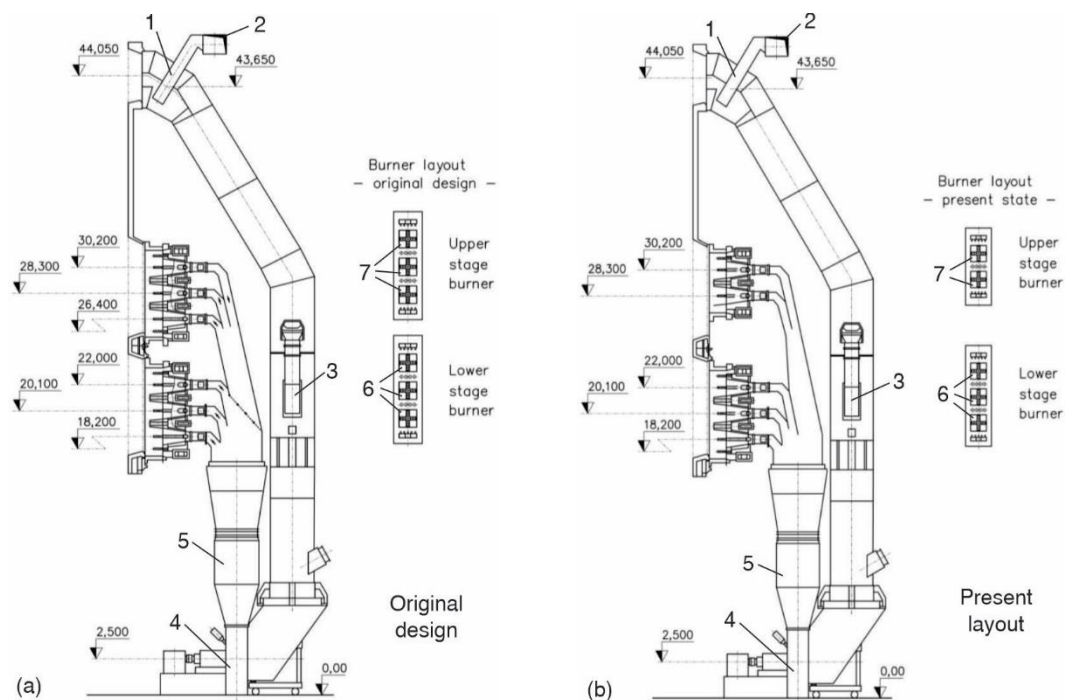 1
2
44,050
43,650
Burner layout
– original design –
30,200
28,300
26,400
22,000
20,100
18,200
7
Upper
stage
burner
6
Lower
stage
burner
3
5
4
2,500
0,00
Original
design
(a)
1
2
44,050
43,650
Burner layout
– present state –
30,200
28,300
22,000
20,100
18,200
7
Upper
stage
burner
6
Lower
stage
burner
3
5
4
2,500
0,00
Present
layout
(b)